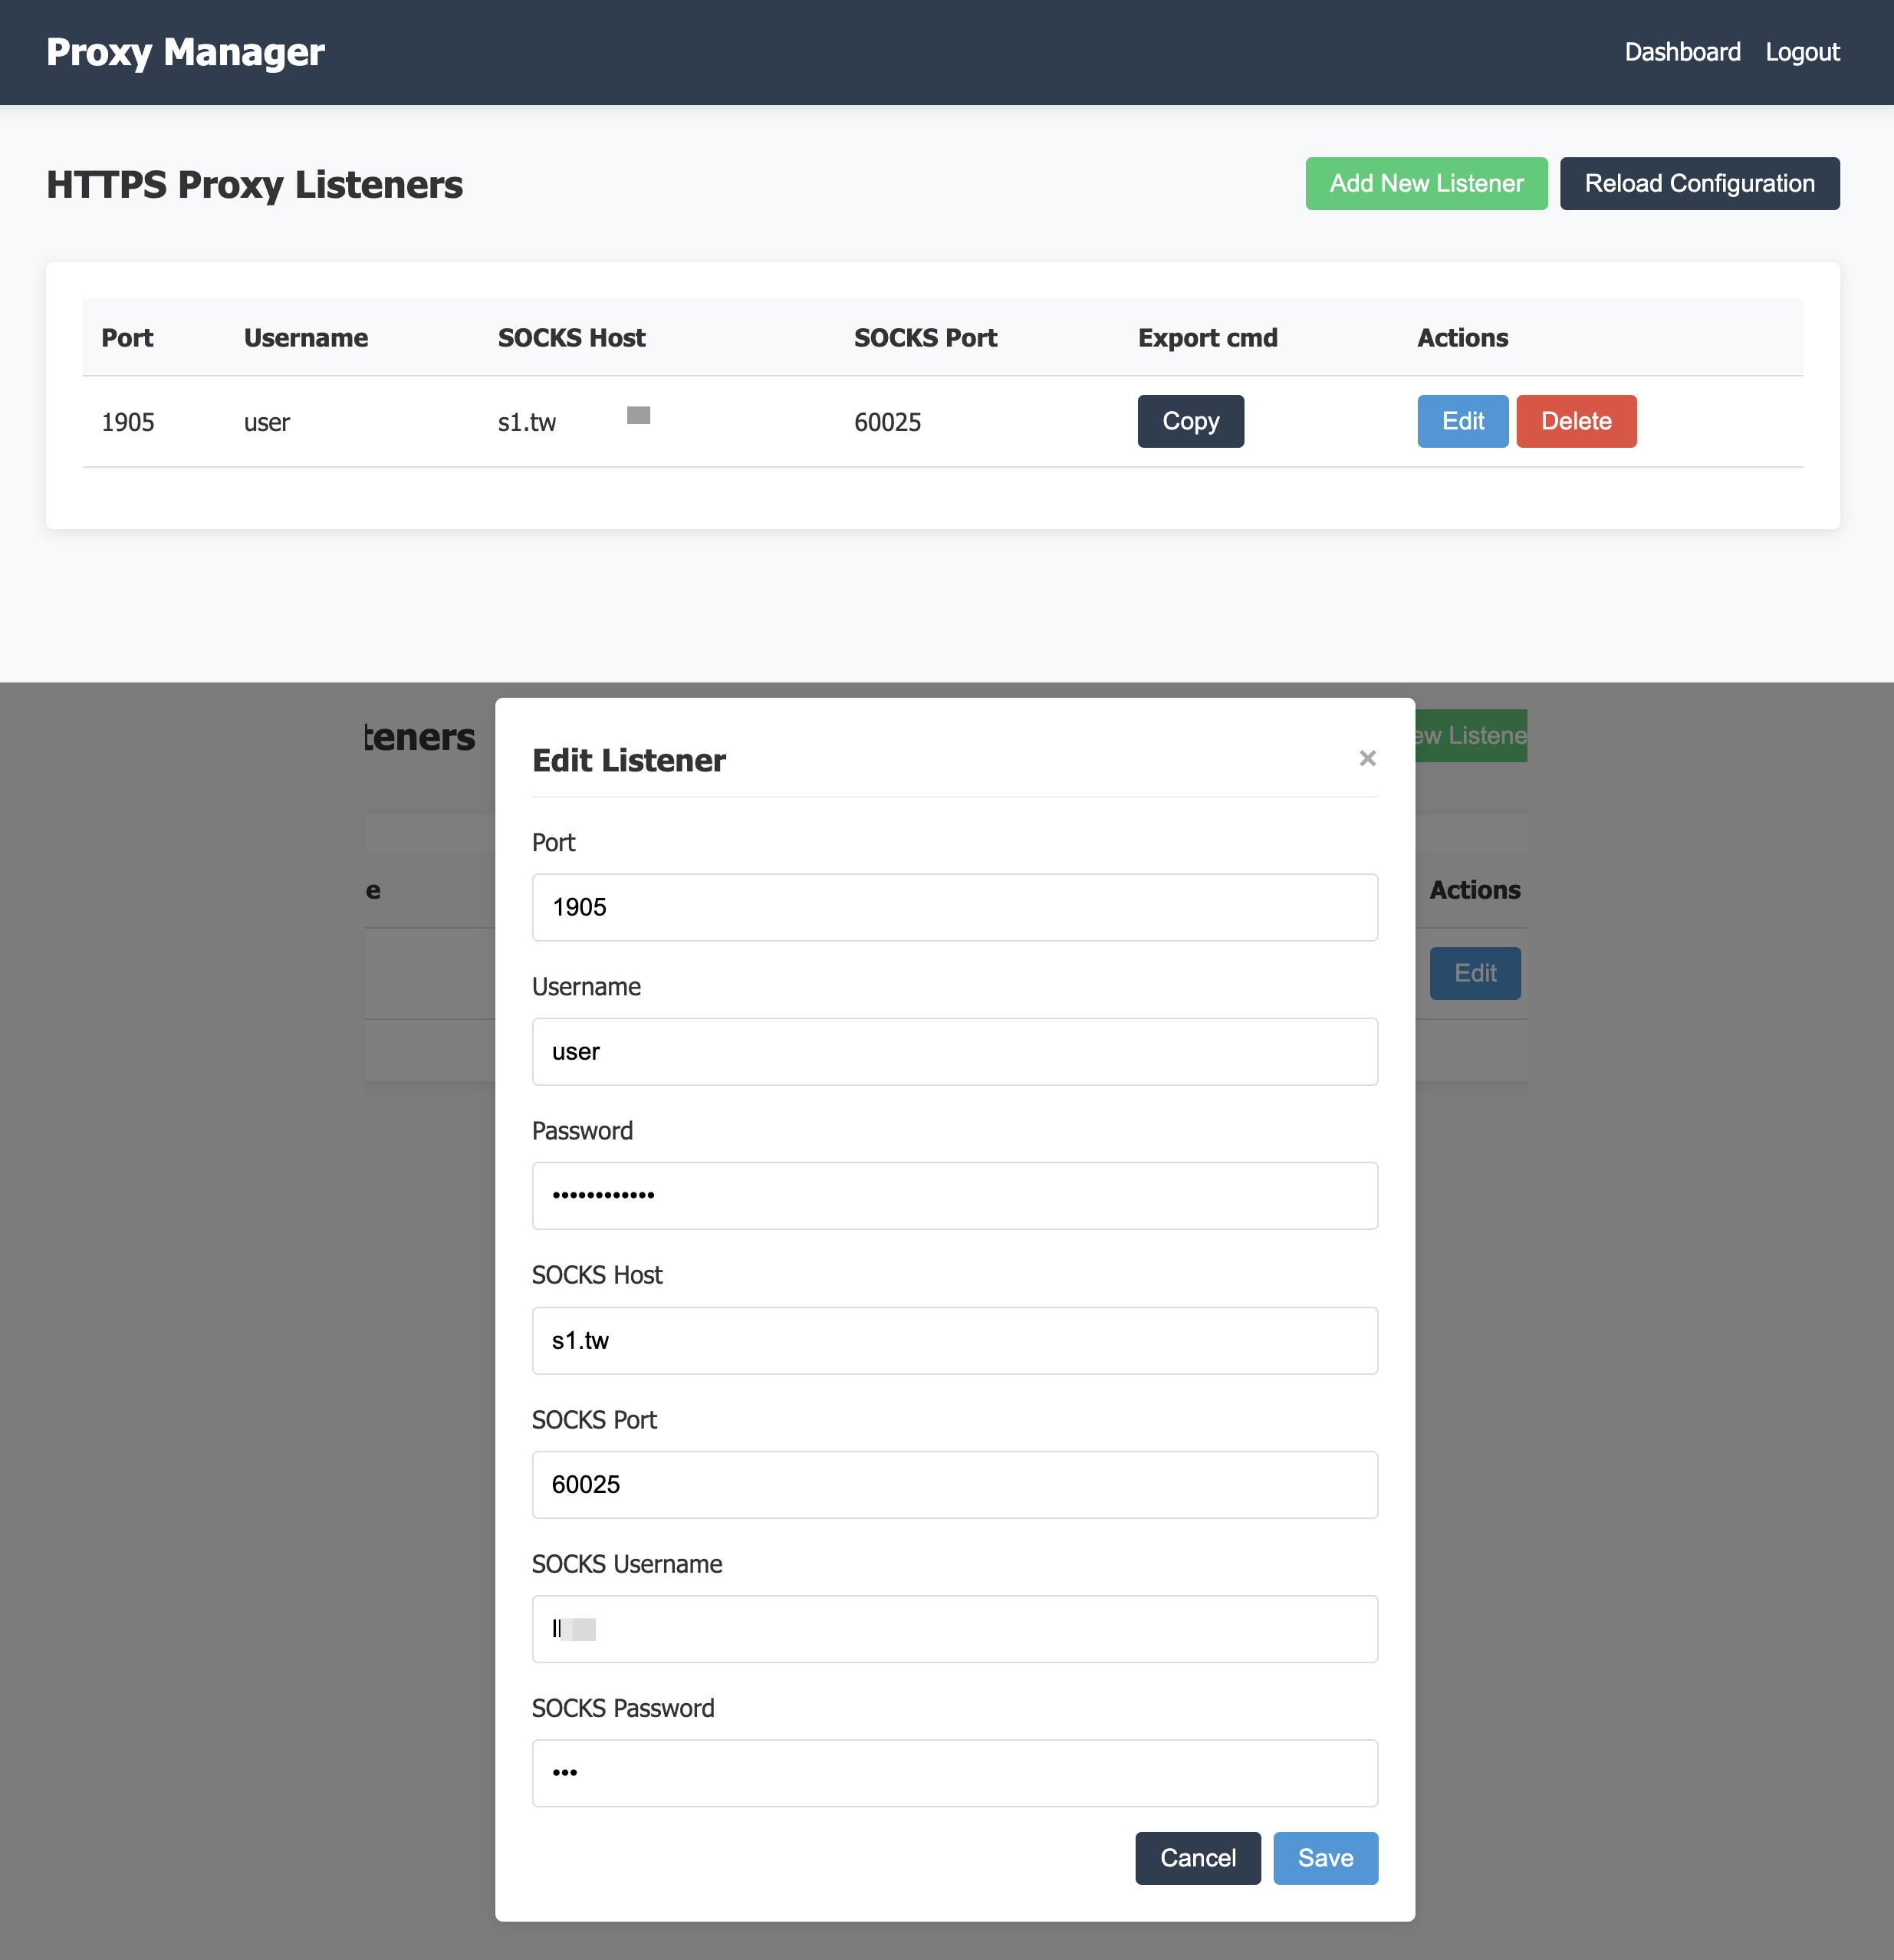 Proxy Manager Dashboard Logout
HTTPS Proxy Listeners Add New Listener Reload Configuration
Port Username SOCKS Host SOCKS Port Export cmd Actions
1905 user s1.tw 60025 Copy Edit Delete
teners ew Listene
Edit Listener ×
Port
e Actions
1905
Edit
Username
user
Password
••••••••••••
SOCKS Host
s1.tw
SOCKS Port
60025
SOCKS Username
SOCKS Password
•••
Cancel Save